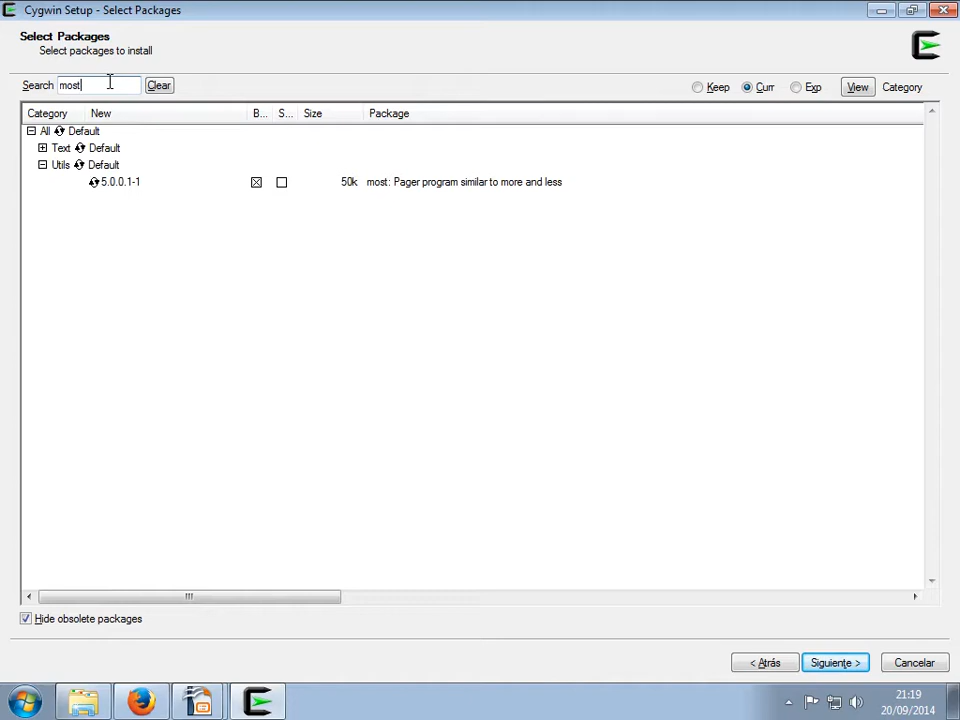 Cygwin Setup - Select Packages
Select Packages
Select packages to install
Search most Clear Keep Curr Exp View Category
Category New B... S... Size Package
All Default
Text Default
Utils Default
5.0.0.1-1 50k most: Pager program similar to more and less
Hide obsolete packages
< Atrás Siguiente > Cancelar
21:19
20/09/2014